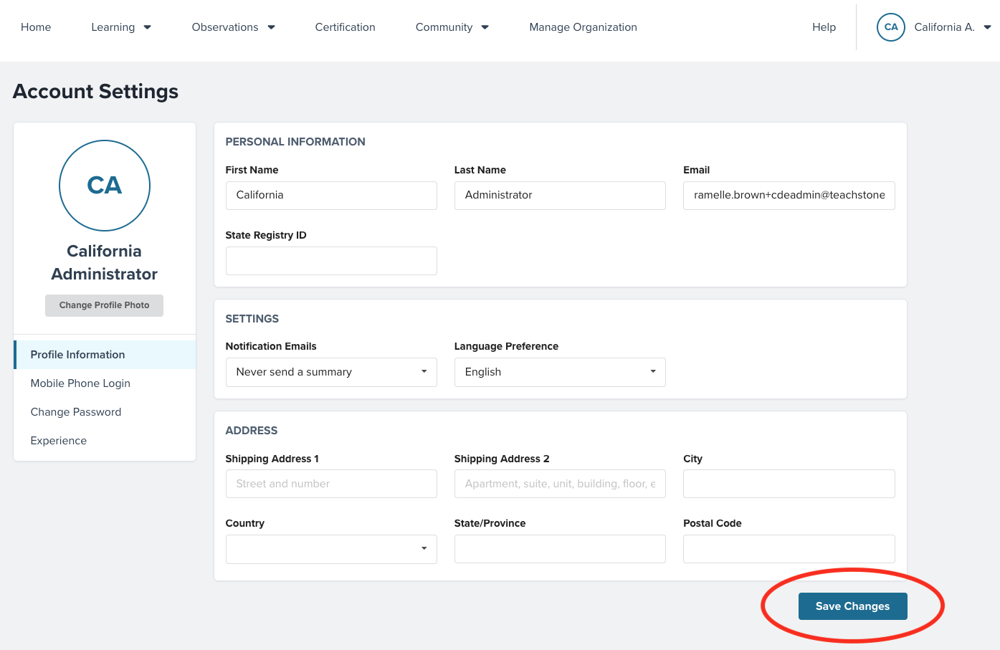 Home Learning Observations Certification Community Manage Organization Help CA California A.
Account Settings
CA
California
Administrator
Change Profile Photo
Profile Information
Mobile Phone Login
Change Password
Experience
PERSONAL INFORMATION
First Name Last Name Email
California Administrator ramelle.brown+cdeadmin@teachstone
State Registry ID
SETTINGS
Notification Emails Language Preference
Never send a summary English
ADDRESS
Shipping Address 1 Shipping Address 2 City
Street and number Apartment, suite, unit, building, floor, e
Country State/Province Postal Code
Save Changes